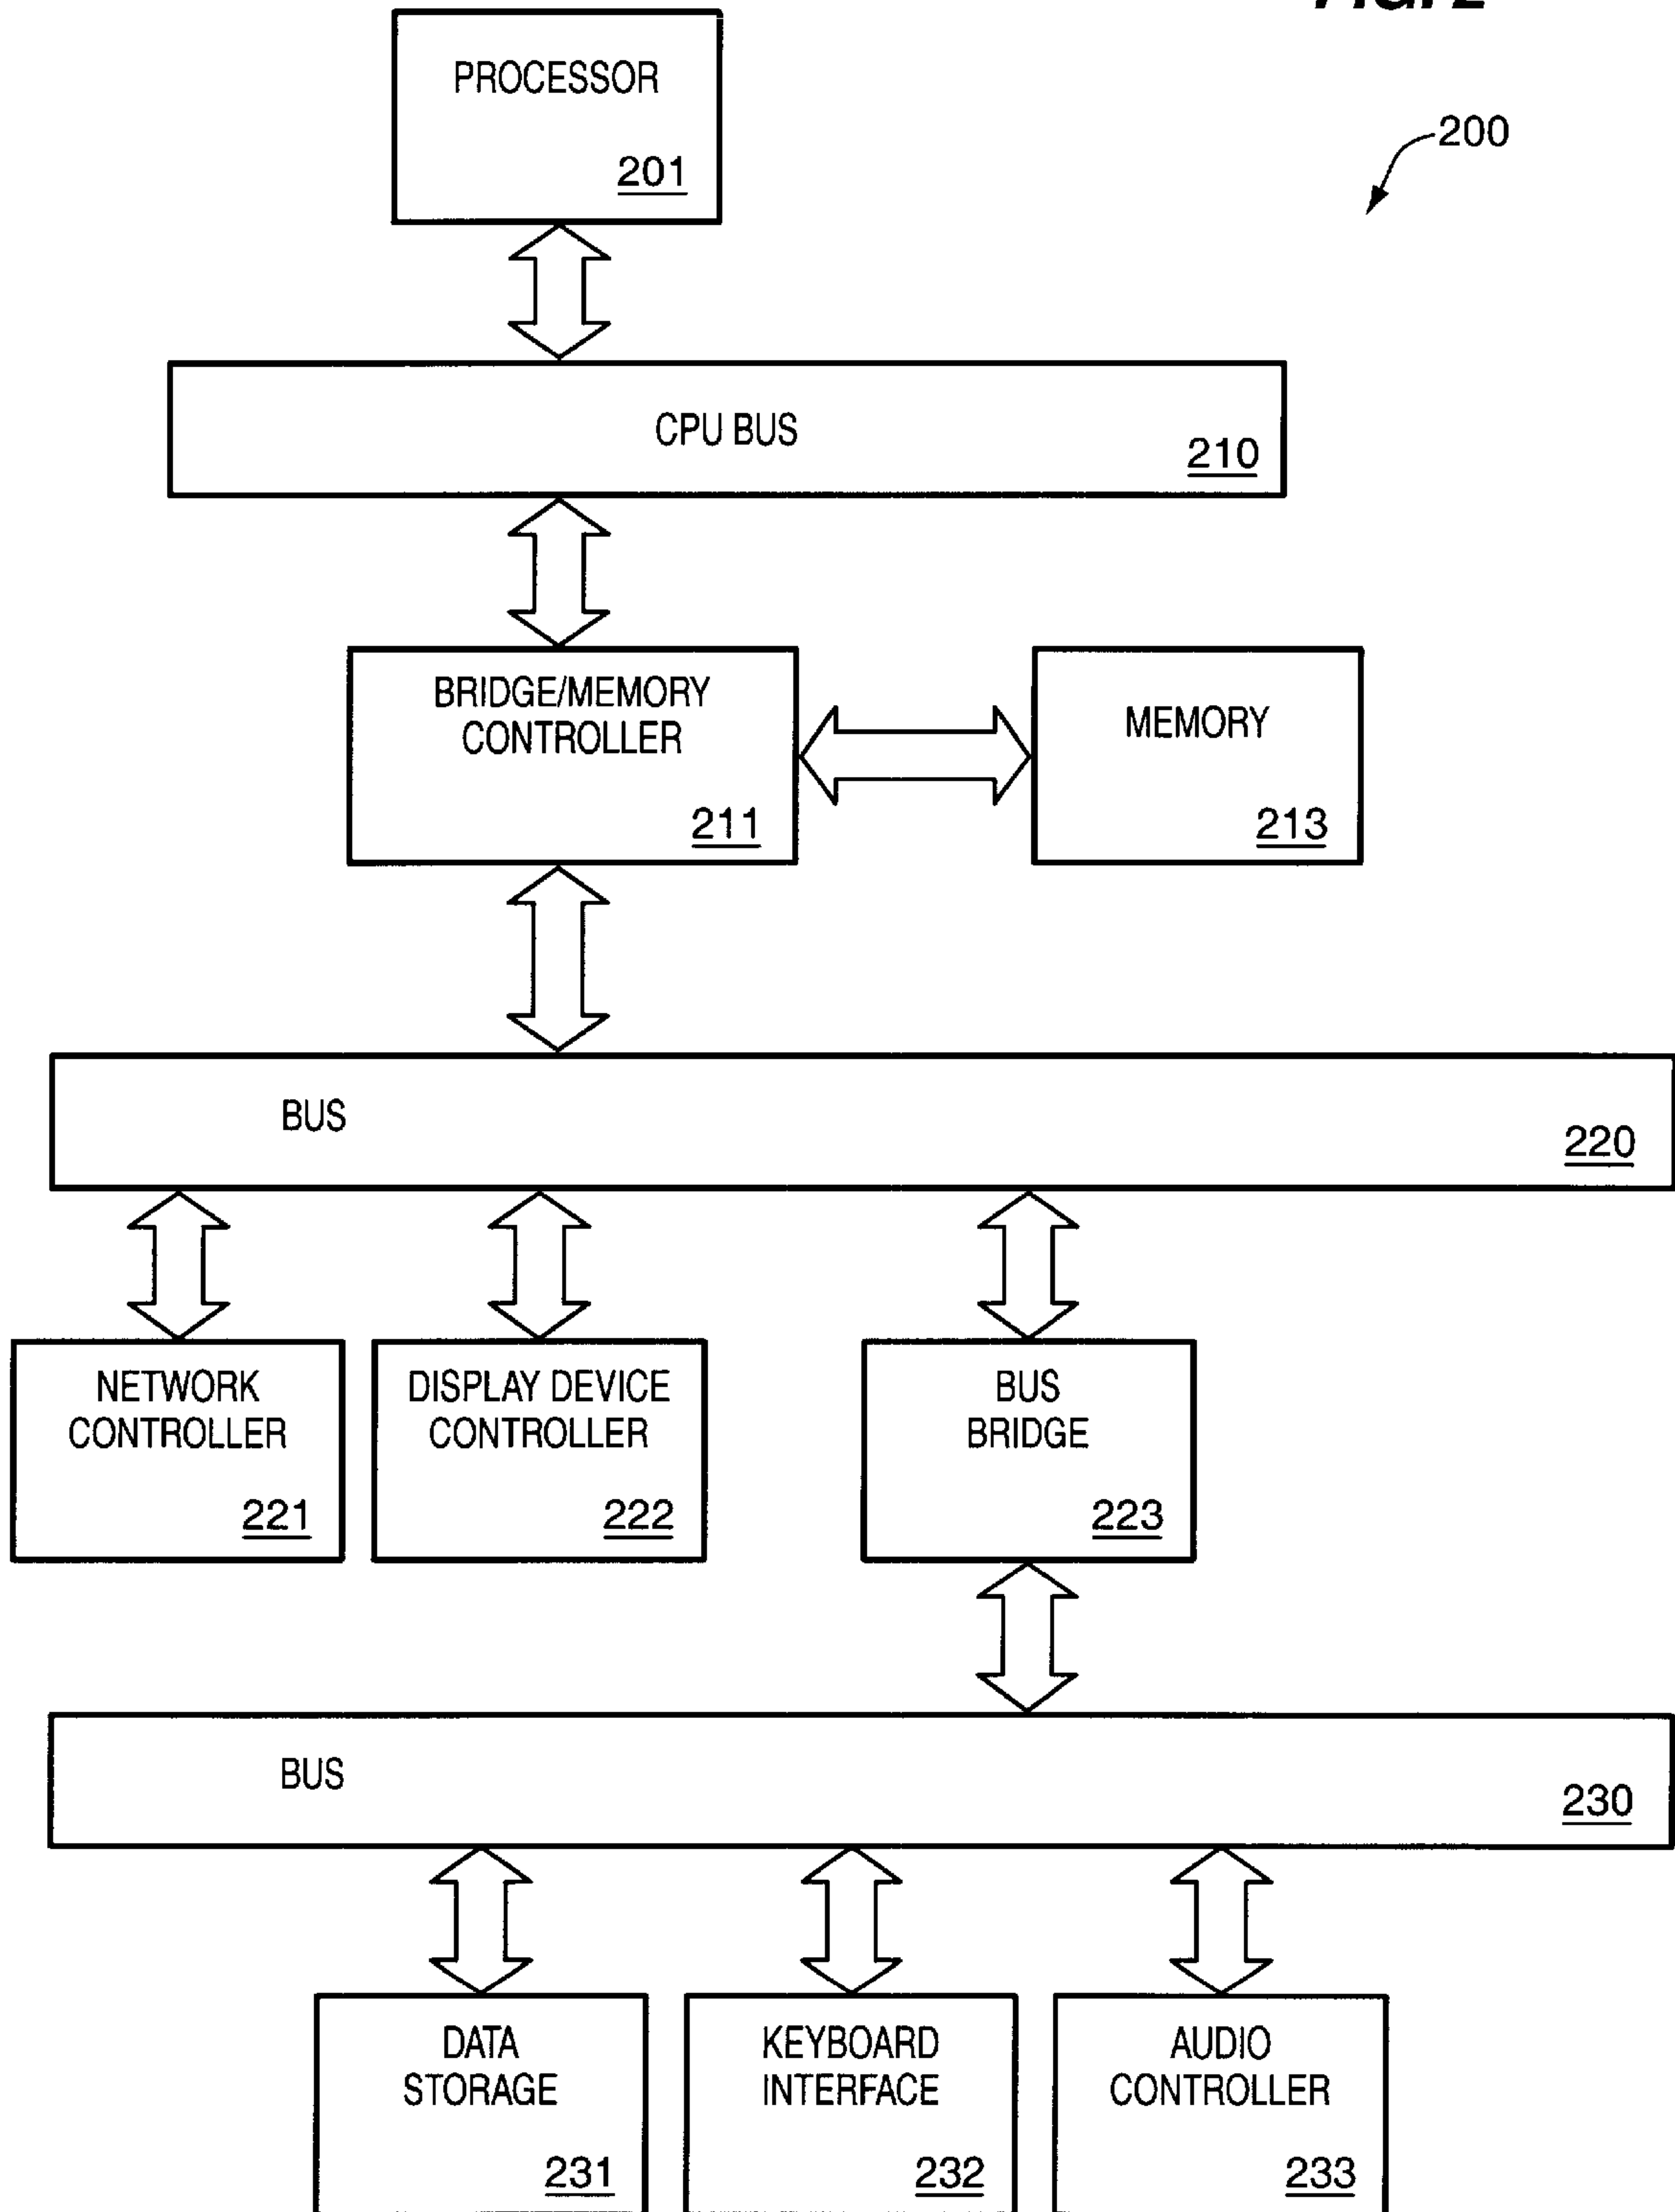 PROCESSOR
201
200
CPU BUS
210
BRIDGE/MEMORY
CONTROLLER
211
MEMORY
213
BUS
220
NETWORK
CONTROLLER
221
DISPLAY DEVICE
CONTROLLER
222
BUS
BRIDGE
223
BUS
230
DATA
STORAGE
231
KEYBOARD
INTERFACE
232
AUDIO
CONTROLLER
233